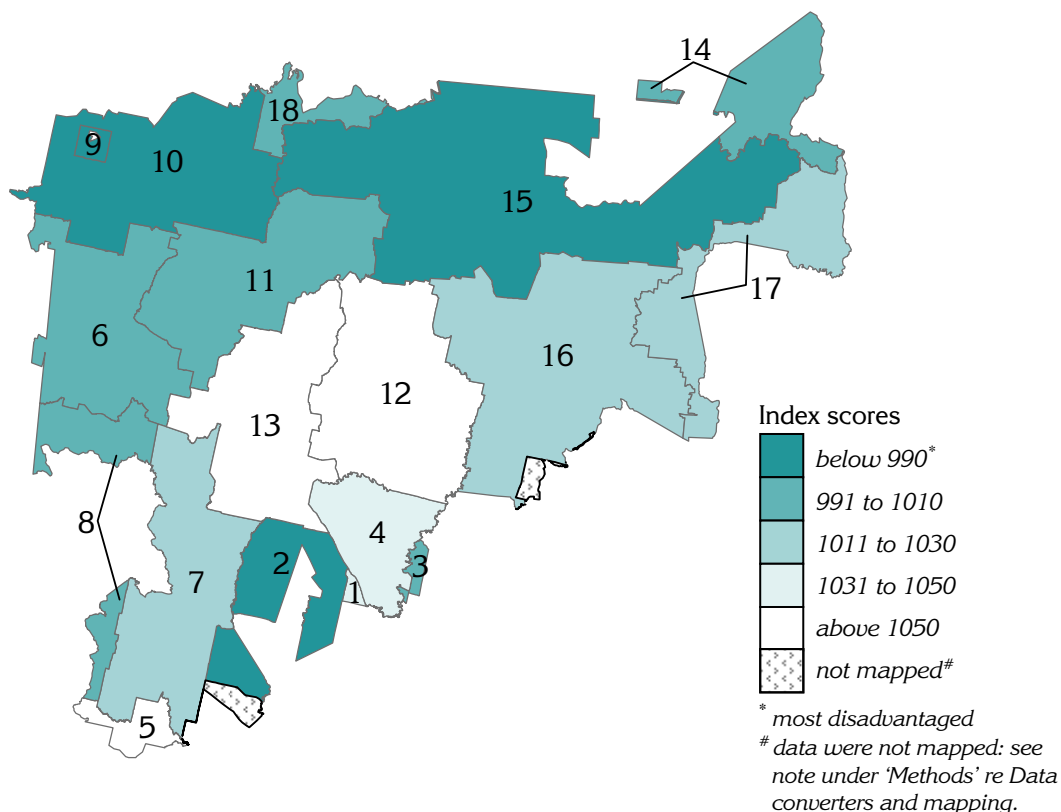 14
18
9
10
15
11
17
6
16
12
13
8
4
2
3
7
1
5
Index scores
below 990*
991 to 1010
1011 to 1030
1031 to 1050
above 1050
not mapped#
* most disadvantaged
# data were not mapped: see
note under ‘Methods’ re Data
converters and mapping.